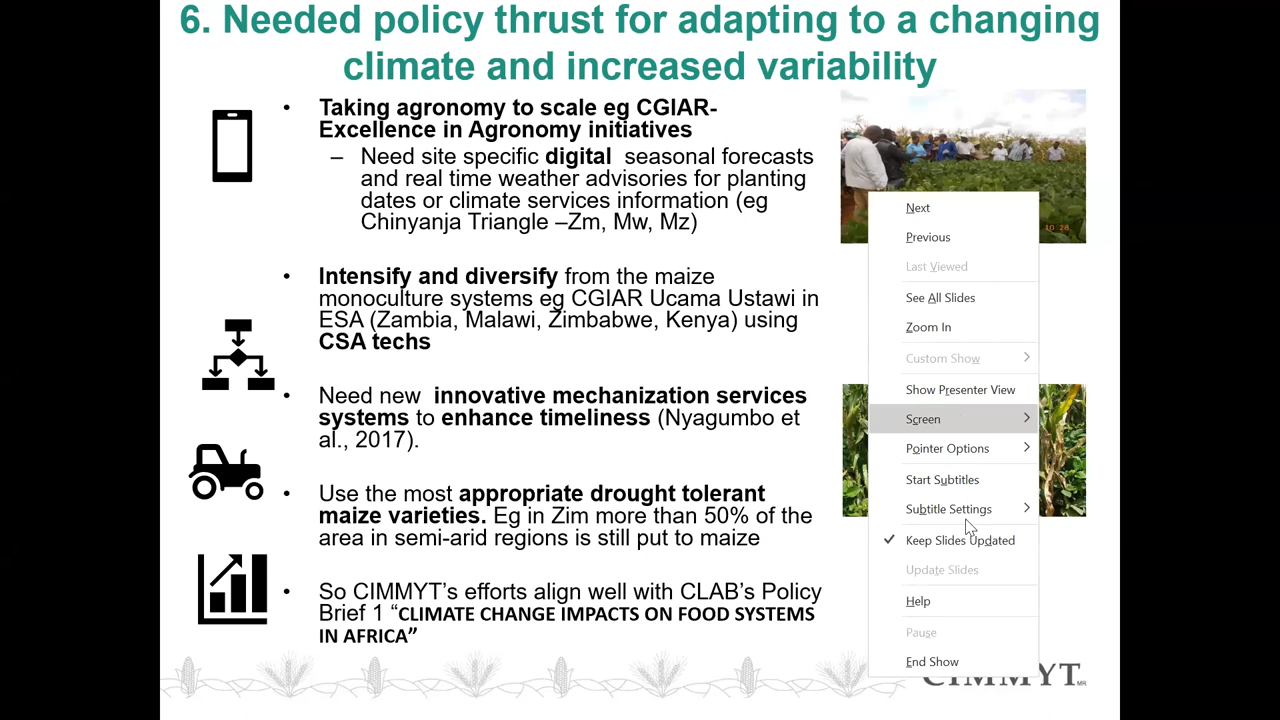 6. Needed policy thrust for adapting to a changing
climate and increased variability
• Taking agronomy to scale eg CGIAR-
Excellence in Agronomy initiatives
– Need site specific digital seasonal forecasts
and real time weather advisories for planting
dates or climate services information (eg
Chinyanja Triangle –Zm, Mw, Mz)
• Intensify and diversify from the maize
monoculture systems eg CGIAR Ucama Ustawi in
ESA (Zambia, Malawi, Zimbabwe, Kenya) using
CSA techs
• Need new innovative mechanization services
systems to enhance timeliness (Nyagumbo et
al., 2017).
• Use the most appropriate drought tolerant
maize varieties. Eg in Zim more than 50% of the
area in semi-arid regions is still put to maize
• So CIMMYT's efforts align well with CLAB's Policy
Brief 1 “CLIMATE CHANGE IMPACTS ON FOOD SYSTEMS
IN AFRICA”
10 28
Next
Previous
Last Viewed
See All Slides
Zoom In
Custom Show
Show Presenter View
Screen
Pointer Options
Start Subtitles
Subtitle Settings
Keep Slides Updated
Update Slides
Help
Pause
End Show
CIMMYT